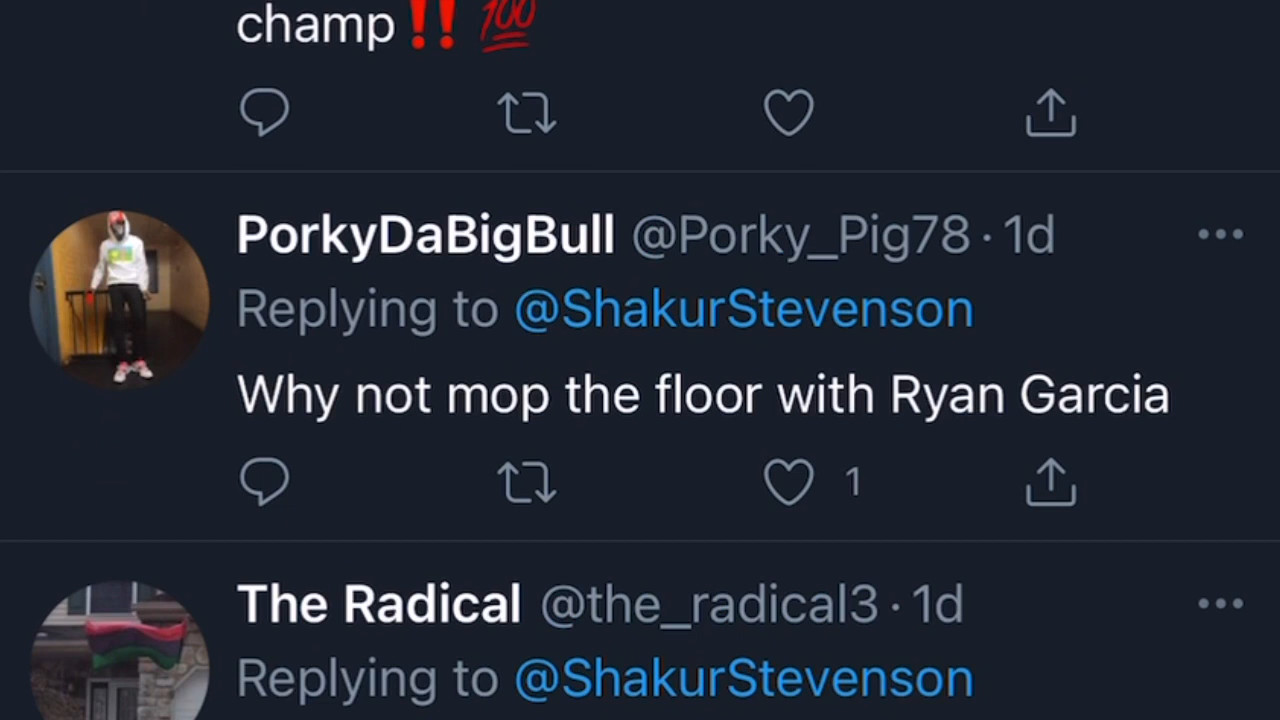 champ‼️ 💯
PorkyDaBigBull @Porky_Pig78 · 1d
Replying to @ShakurStevenson
Why not mop the floor with Ryan Garcia
1
The Radical @the_radical3 · 1d
Replying to @ShakurStevenson